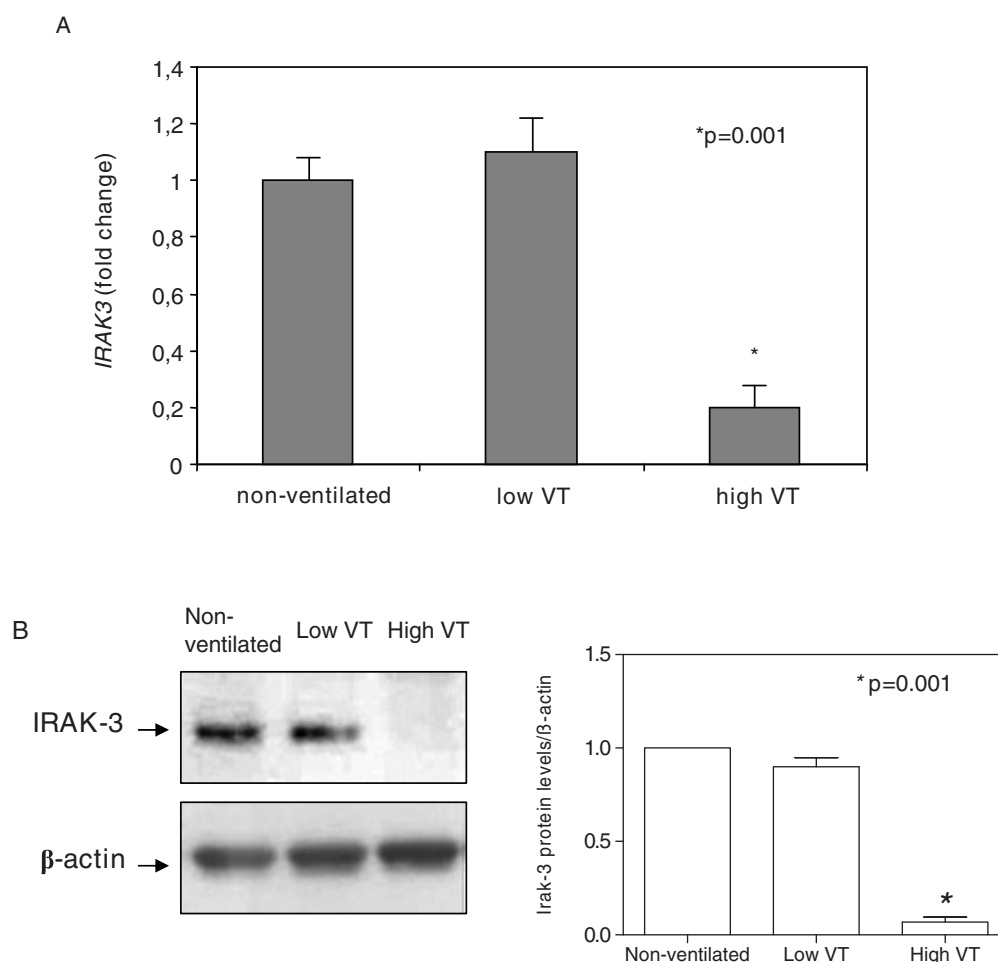 A
1,4
1,2
1
0,8
0,6
0,4
0,2
0
IRAK3 (fold change)
*p=0.001
*
non-ventilated low VT high VT
B
Non-
ventilated Low VT High VT
IRAK-3
β-actin
1.5
1.0
0.5
0.0
Irak-3 protein levels/ß-actin
*p=0.001
*
Non-ventilated Low VT High VT